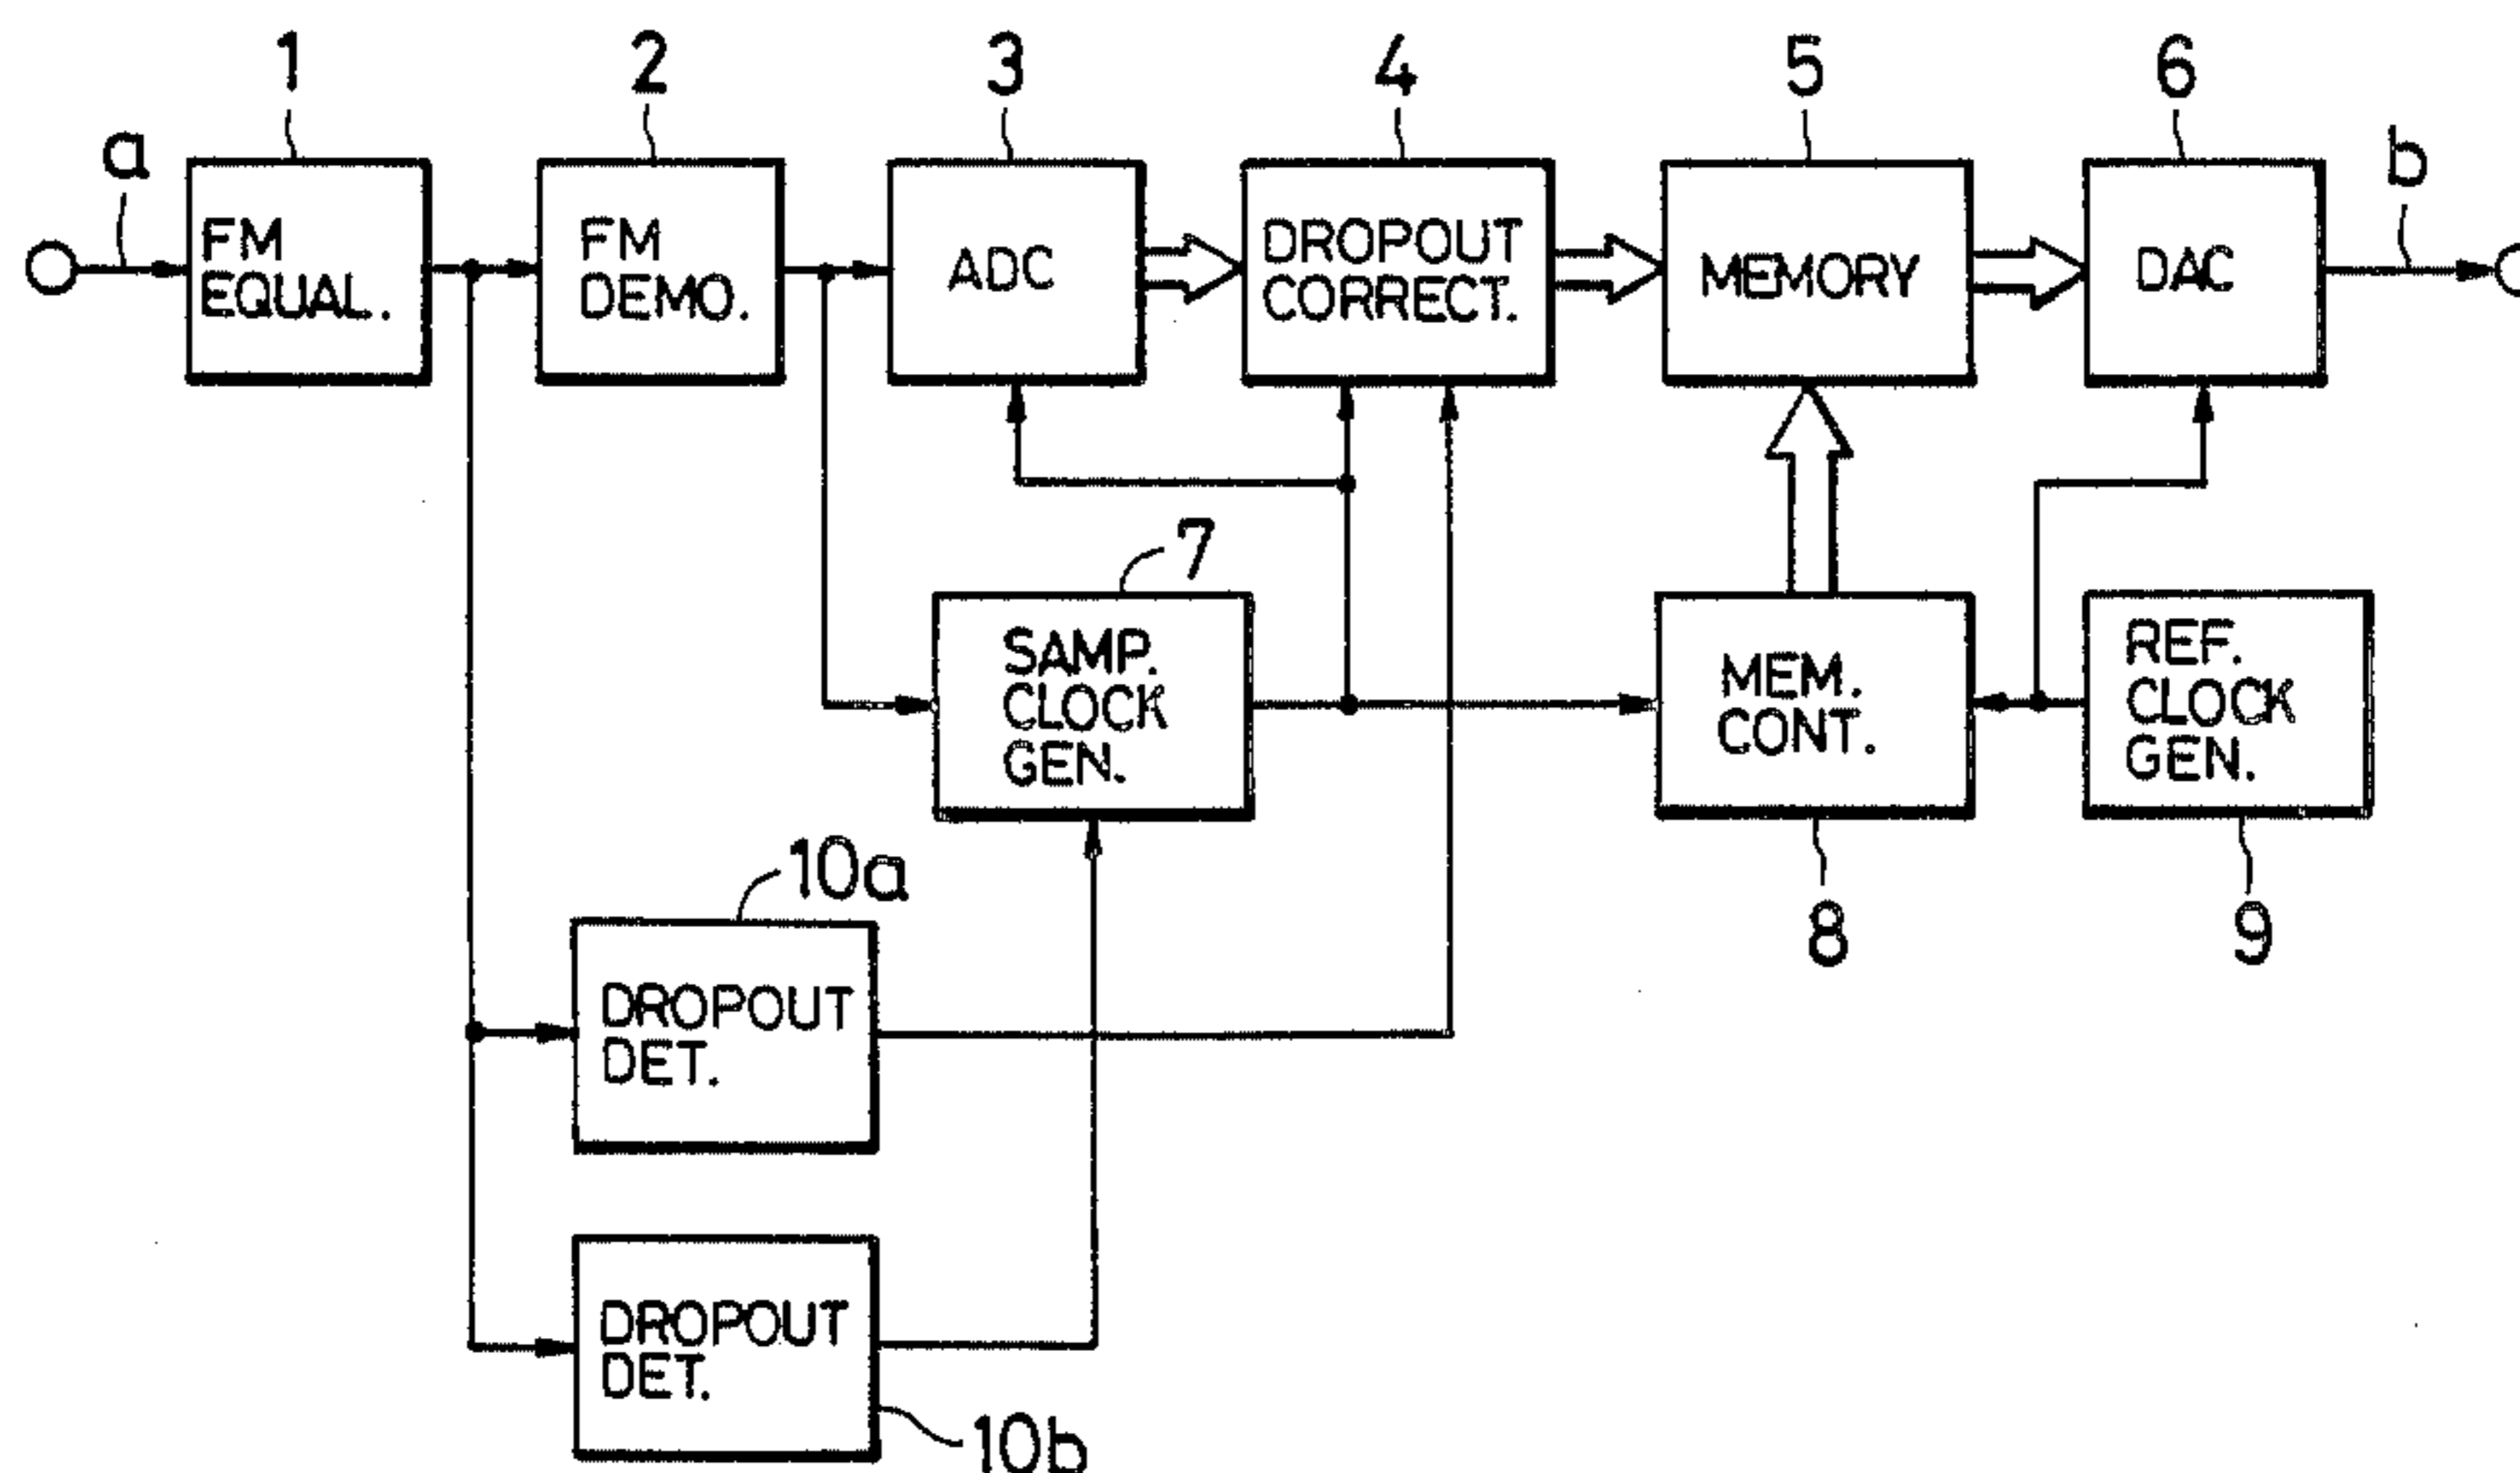 1
2
3
4
5
6
a
b
FM
EQUAL.
FM
DEMO.
ADC
DROPOUT
CORRECT.
MEMORY
DAC
7
SAMP.
CLOCK
GEN.
MEM.
CONT.
REF.
CLOCK
GEN.
8
9
10a
DROPOUT
DET.
DROPOUT
DET.
10b